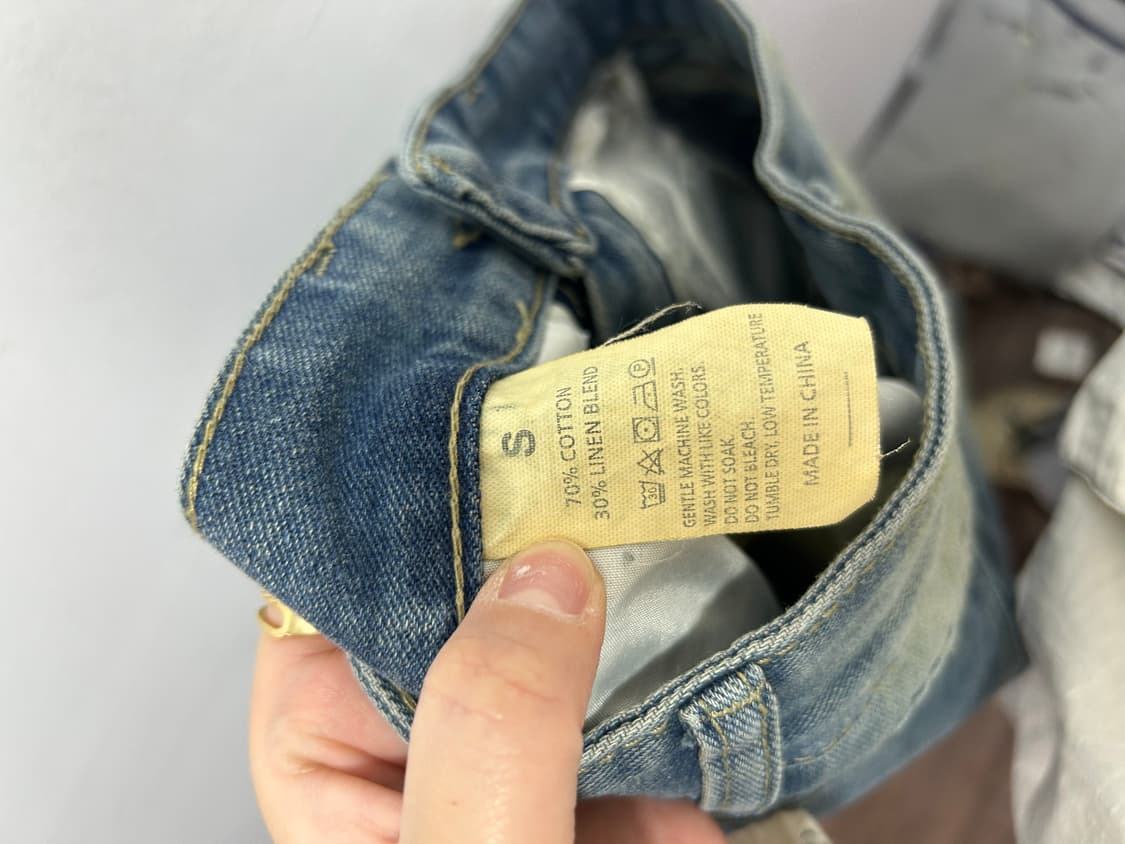 S
70% COTTON
30% LINEN BLEND
30 P
GENTLE MACHINE WASH.
WASH WITH LIKE COLORS.
DO NOT SOAK
DO NOT BLEACH.
TUMBLE DRY, LOW TEMPERATURE
MADE IN CHINA